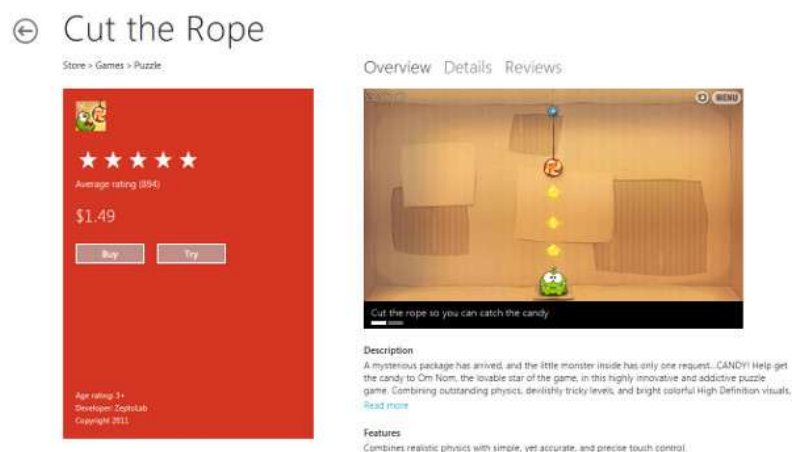 Cut the Rope
Store > Games > Puzzle
Overview Details Reviews
Average rating (894)
$1.49
Buy Try
Age rating: 3+
Developer: ZeptoLab
Copyright 2011
MENU
Cut the rope so you can catch the candy
Description
A mysterious package has arrived, and the little monster inside has only one request...CANDY! Help get
the candy to Om Nom, the lovable star of the game, in this highly innovative and addictive puzzle
game. Combining outstanding physics, devilishly tricky levels, and bright colorful High Definition visuals,
Read more
Features
Combines realistic physics with simple, yet accurate, and precise touch control.